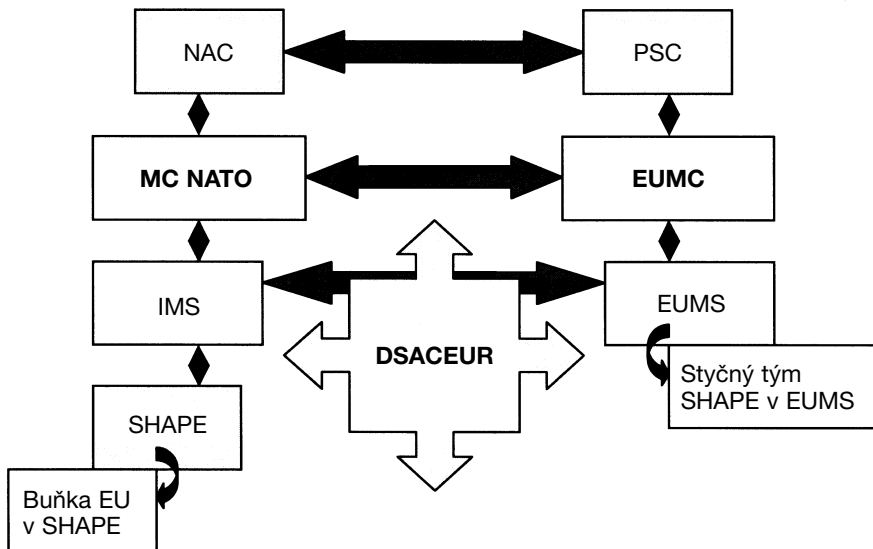 NAC
PSC
MC NATO
EUMC
IMS
EUMS
DSACEUR
Styčný tým
SHAPE v EUMS
SHAPE
Buňka EU
v SHAPE